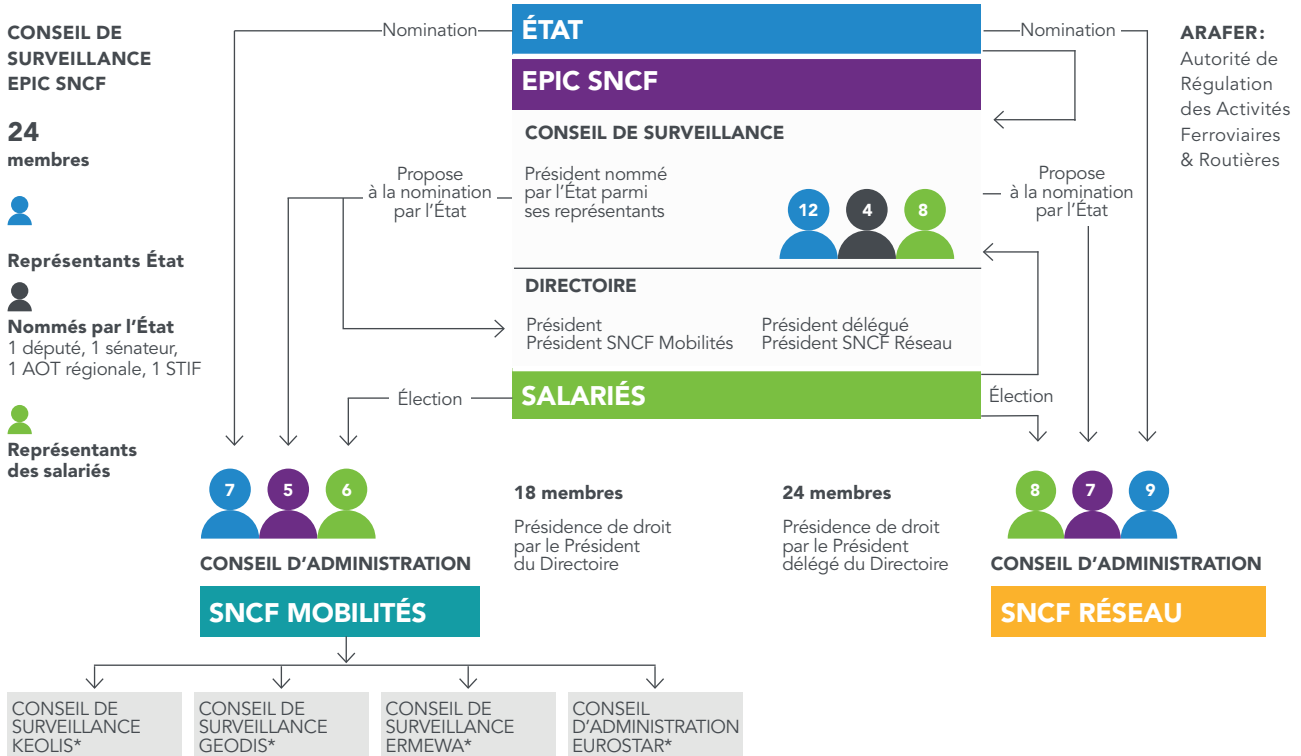 CONSEIL DE
SURVEILLANCE
EPIC SNCF
24
membres
Représentants État
Nommés par l'État
1 député, 1 sénateur,
1 AOT régionale, 1 STIF
Représentants
des salariés
Nomination
ÉTAT
Nomination
EPIC SNCF
CONSEIL DE SURVEILLANCE
Propose
à la nomination
par l'État
Président nommé
par l'État parmi
ses représentants
12
4
8
Propose
à la nomination
par l'État
DIRECTOIRE
Président
Président SNCF Mobilités
Président délégué
Président SNCF Réseau
Élection
SALARIÉS
Élection
ARAFER:
Autorité de
Régulation
des Activités
Ferroviaires
& Routières
7
5
6
CONSEIL D'ADMINISTRATION
SNCF MOBILITÉS
18 membres
Présidence de droit
par le Président
du Directoire
24 membres
Présidence de droit
par le Président
délégé du Directoire
8
7
9
CONSEIL D'ADMINISTRATION
SNCF RÉSEAU
CONSEIL DE
SURVEILLANCE
KEOLIS*
CONSEIL DE
SURVEILLANCE
GEODIS*
CONSEIL DE
SURVEILLANCE
ERMEWA*
CONSEIL
D'ADMINISTRATION
EUROSTAR*